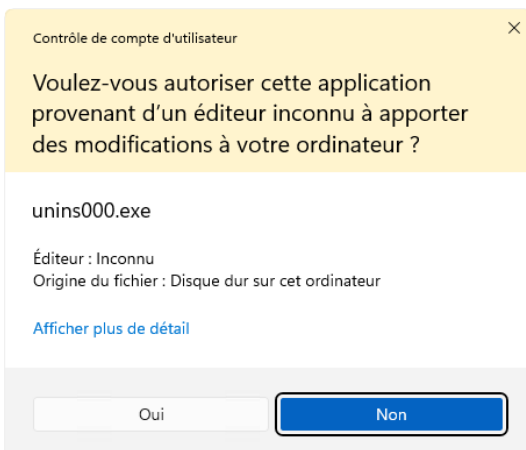 Contrôle de compte d'utilisateur
Voulez-vous autoriser cette application
provenant d’un éditeur inconnu à apporter
des modifications à votre ordinateur ?
unins000.exe
Éditeur : Inconnu
Origine du fichier : Disque dur sur cet ordinateur
Afficher plus de détail
Oui
Non